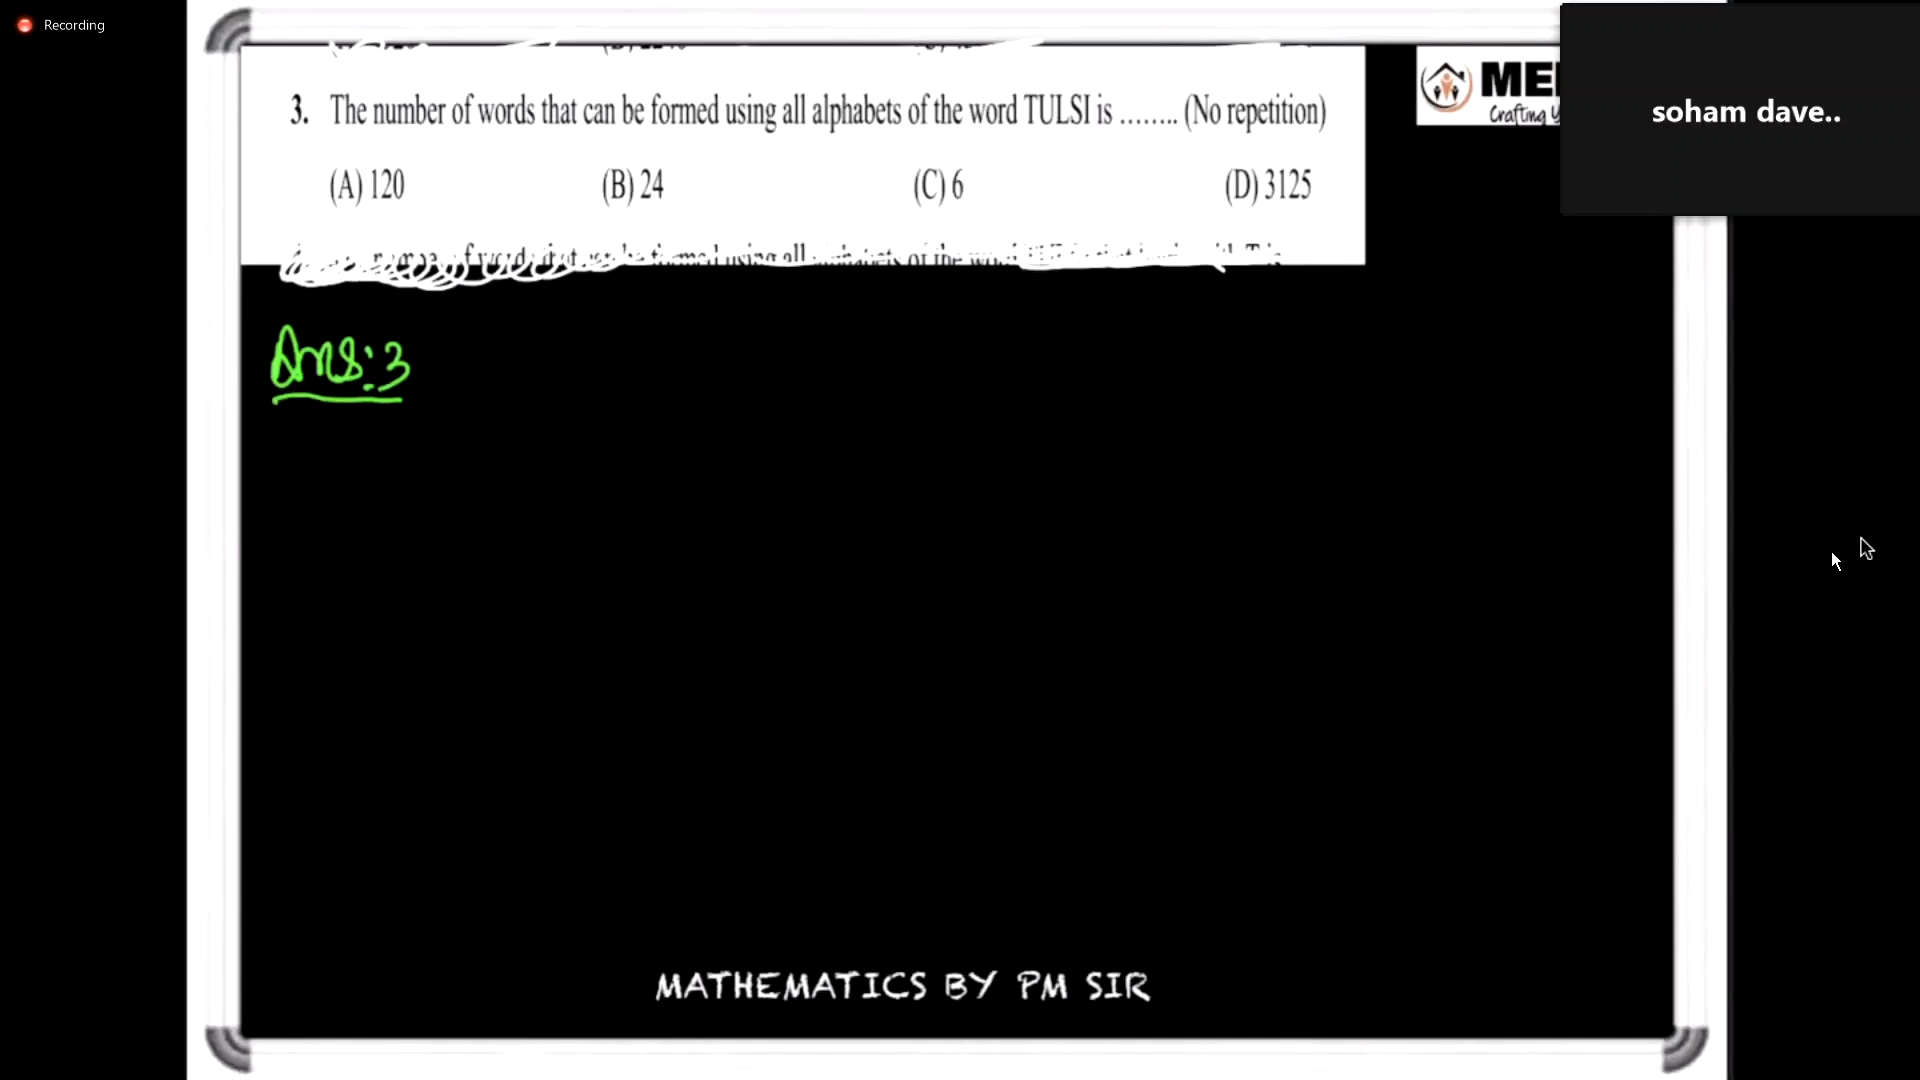 Recording
3. The number of words that can be formed using all alphabets of the word TULSI is ........ (No repetition)
(A) 120 (B) 24 (C) 6 (D) 3125
Crafting
soham dave..
Ans:3
MATHEMATICS BY PM SIR